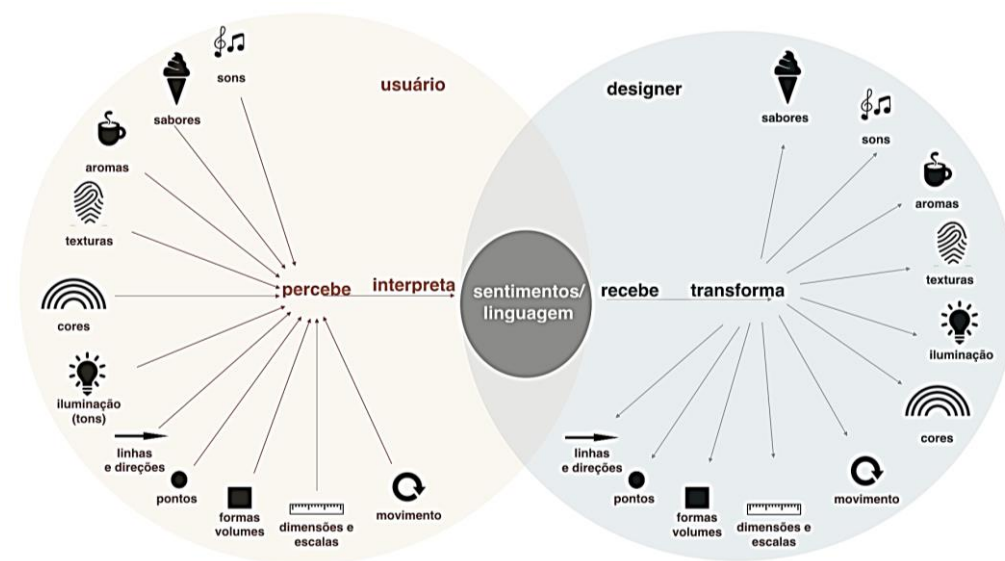 sons
usuário
sabores
aromas
texturas
cores
iluminação
(tons)
linhas
e direções
pontos
formas
volumes
dimensões e
escalas
movimento
percebe
interpreta
sentimentos/
linguagem
designer
recebe
transforma
sabores
sons
aromas
texturas
iluminação
cores
movimento
dimensões e
escalas
formas
volumes
pontos
linhas
e direções